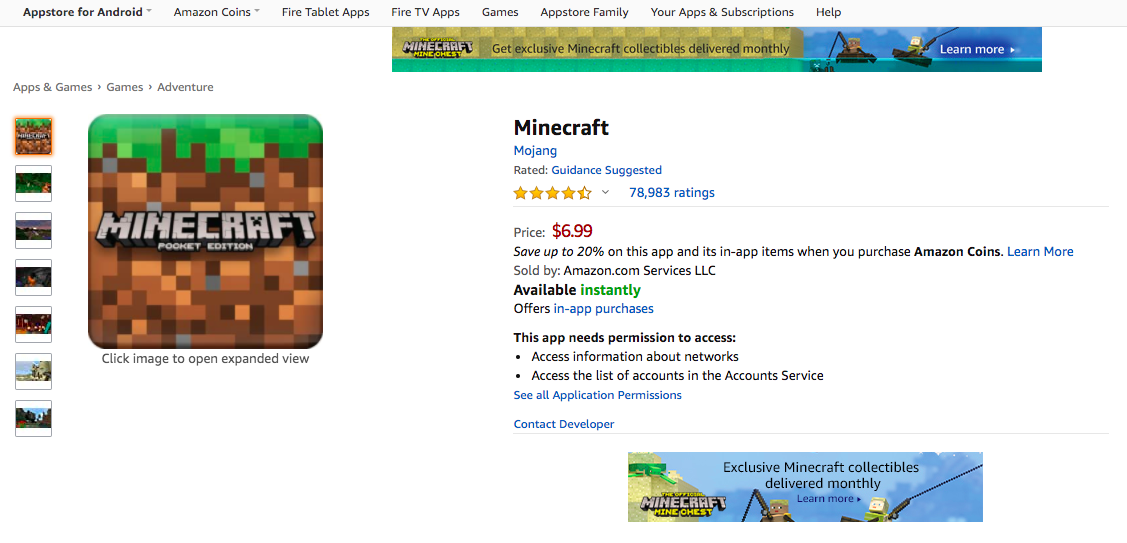 Appstore for Android Amazon Coins Fire Tablet Apps Fire TV Apps Games Appstore Family Your Apps & Subscriptions Help
THE OFFICIAL
MINECRAFT
MINE CHEST
Get exclusive Minecraft collectibles delivered monthly
Learn more ▸
Apps & Games › Games › Adventure
MINECRAFT
POCKET EDITION
Click image to open expanded view
Minecraft
Mojang
Rated: Guidance Suggested
78,983 ratings
Price: $6.99
Save up to 20% on this app and its in-app items when you purchase Amazon Coins. Learn More
Sold by: Amazon.com Services LLC
Available instantly
Offers in-app purchases
This app needs permission to access:
• Access information about networks
• Access the list of accounts in the Accounts Service
See all Application Permissions
Contact Developer
Exclusive Minecraft collectibles
delivered monthly
Learn more ▸
THE OFFICIAL
MINECRAFT
MINE CHEST